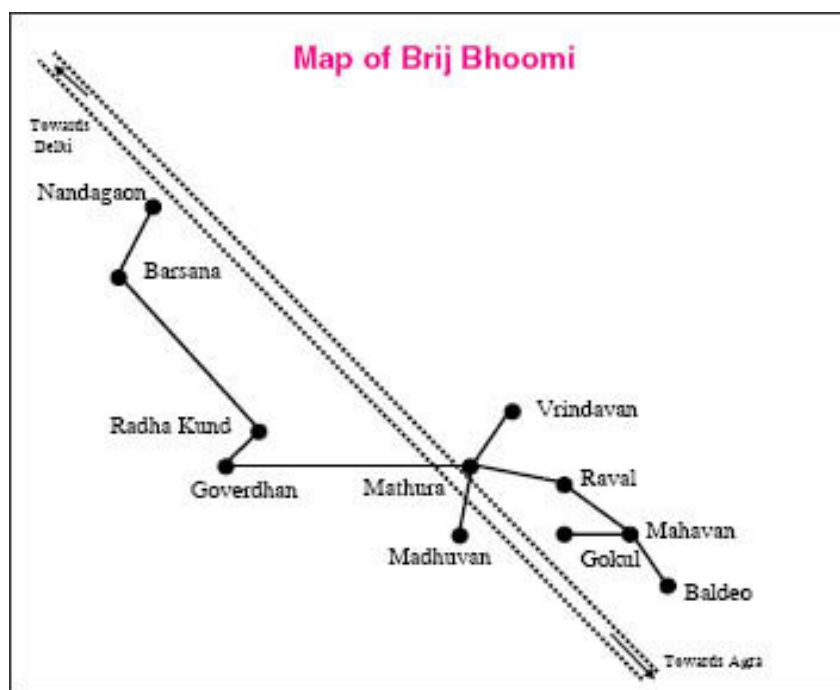 Map of Brij Bhoomi
Towards
Delhi
Nandagaon
Barsana
Vrindavan
Radha Kund
Goverdhan
Mathura
Raval
Madhuvan
Gokul
Mahavan
Baldeo
Towards Agra